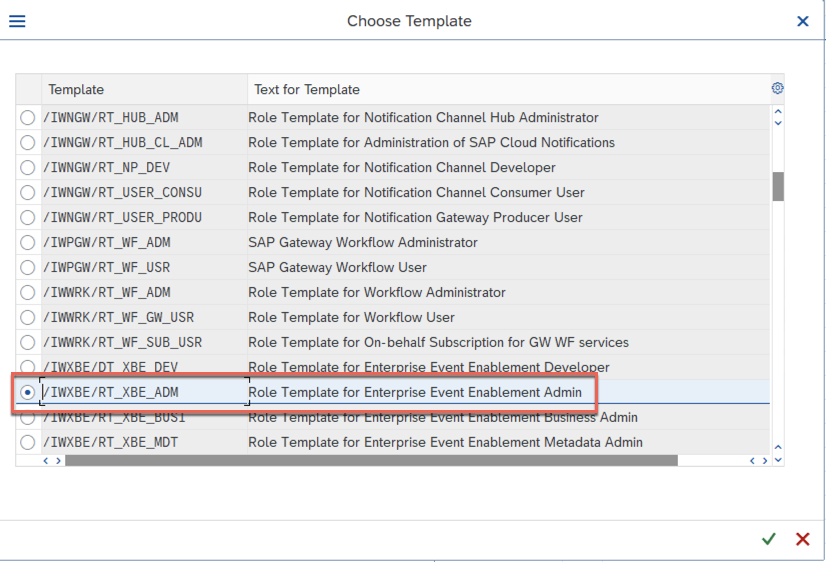 Choose Template
Template Text for Template
/IWNGW/RT_HUB_ADM Role Template for Notification Channel Hub Administrator
/IWNGW/RT_HUB_CL_ADM Role Template for Administration of SAP Cloud Notifications
/IWNGW/RT_NP_DEV Role Template for Notification Channel Developer
/IWNGW/RT_USER_CONSU Role Template for Notification Channel Consumer User
/IWNGW/RT_USER_PRODU Role Template for Notification Gateway Producer User
/IWPGW/RT_WF_ADM SAP Gateway Workflow Administrator
/IWPGW/RT_WF_USR SAP Gateway Workflow User
/IWWRK/RT_WF_ADM Role Template for Workflow Administrator
/IWWRK/RT_WF_GW_USR Role Template for Workflow User
/IWWRK/RT_WF_SUB_USR Role Template for On-behalf Subscription for GW WF services
/IWXBE/DT_XBE_DEV Role Template for Enterprise Event Enablement Developer
/IWXBE/RT_XBE_ADM Role Template for Enterprise Event Enablement Admin
/IWXBE/RT_XBE_BUSI Role Template for Enterprise Event Enablement Business Admin
/IWXBE/RT_XBE_MDT Role Template for Enterprise Event Enablement Metadata Admin